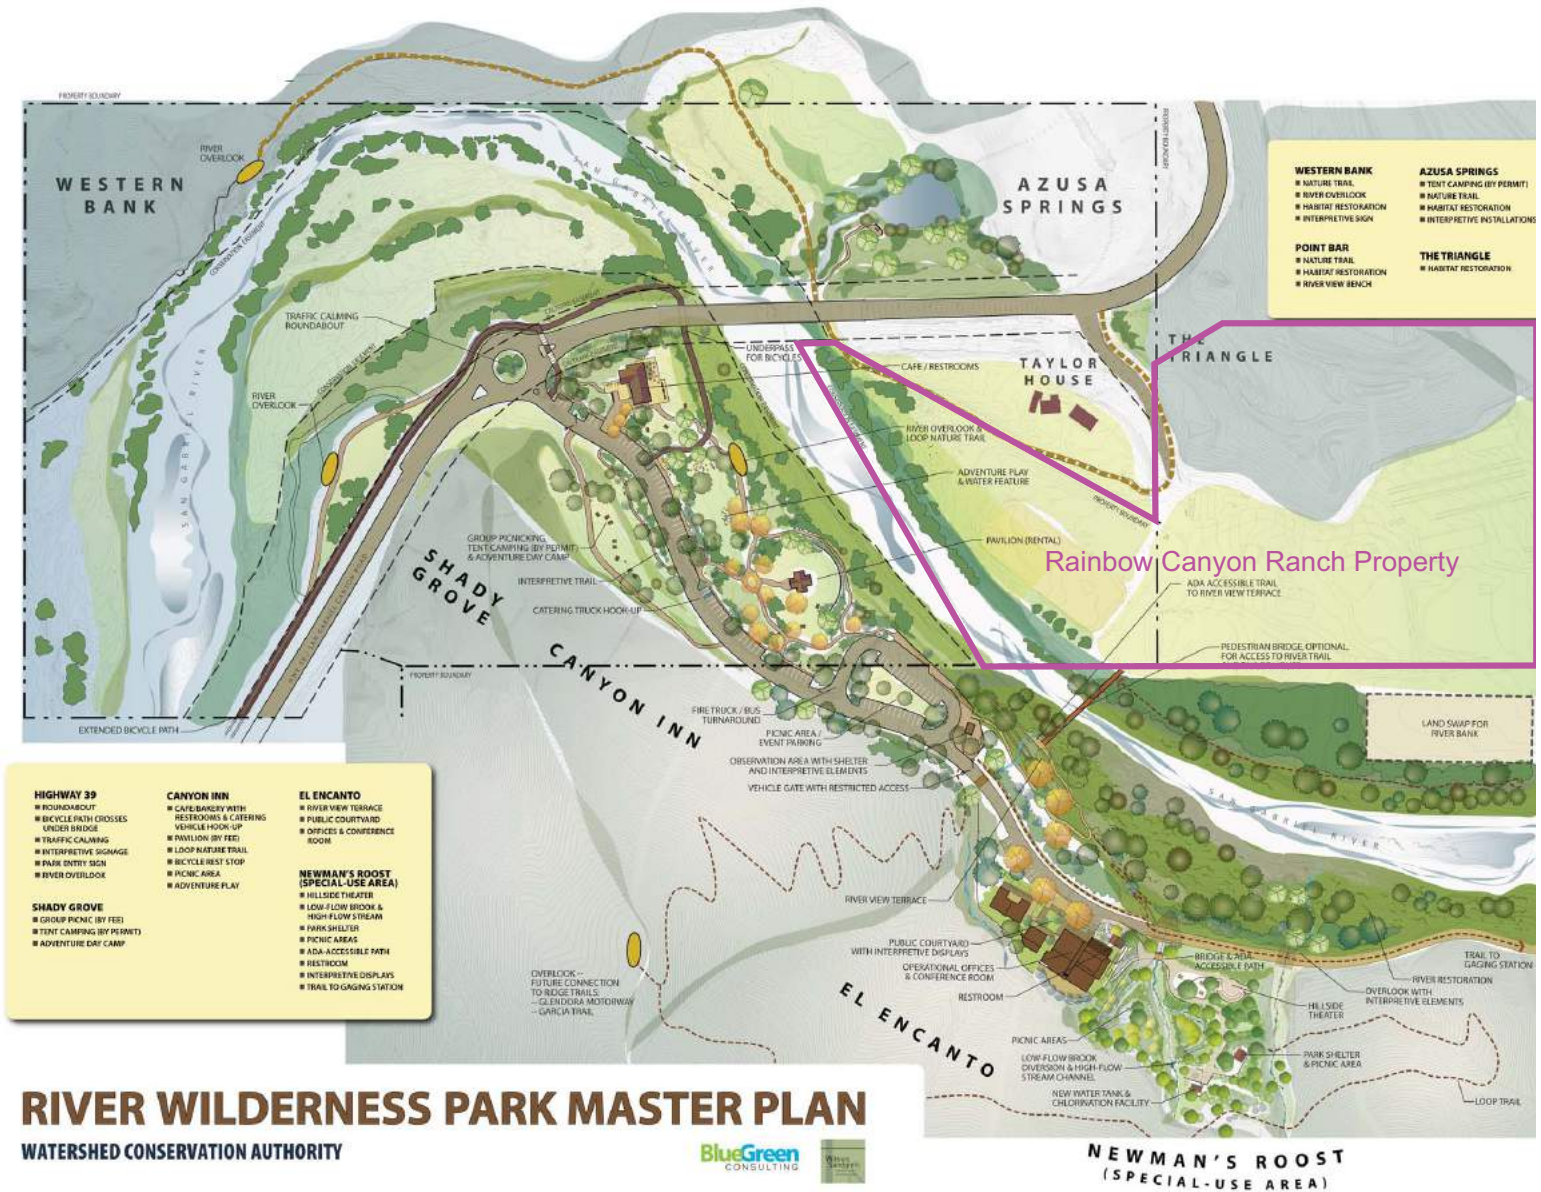 PROPERTY BOUNDARY
RIVER
OVERLOOK
WESTERN
BANK
CONSERVATION EASEMENT
SAN GABRIEL RIVER
AZUSA
SPRINGS
PROPERTY BOUNDARY
WESTERN BANK
■ NATURE TRAIL
■ RIVER OVERLOOK
■ HABITAT RESTORATION
■ INTERPRETIVE SIGN
POINT BAR
■ NATURE TRAIL
■ HABITAT RESTORATION
■ RIVER VIEW BENCH
AZUSA SPRINGS
■ TENT CAMPING (BY PERMIT)
■ NATURE TRAIL
■ HABITAT RESTORATION
■ INTERPRETIVE INSTALLATIONS
THE TRIANGLE
■ HABITAT RESTORATION
TRAFFIC CALMING
ROUNDABOUT
UNDERPASS
FOR BICYCLES
THE
TRIANGLE
TAYLOR
HOUSE
CAFE / RESTROOMS
RIVER
OVERLOOK
SAN GABRIEL RIVER
RIVER OVERLOOK &
LOOP NATURE TRAIL
ADVENTURE PLAY
& WATER FEATURE
PROPERTY BOUNDARY
PAVILION (RENTAL)
Rainbow Canyon Ranch Property
GROUP PICNICKING,
TENT CAMPING (BY PERMIT)
& ADVENTURE DAY CAMP
INTERPRETIVE TRAIL
CATERING TRUCK HOOK-UP
SHADY
GROVE
ADA ACCESSIBLE TRAIL
TO RIVER VIEW TERRACE
PEDESTRIAN BRIDGE, OPTIONAL,
FOR ACCESS TO RIVER TRAIL
CANYON INN
PROPERTY BOUNDARY
EXTENDED BICYCLE PATH
FIRE TRUCK / BUS
TURNAROUND
PICNIC AREA /
EVENT PARKING
OBSERVATION AREA WITH SHELTER
AND INTERPRETIVE ELEMENTS
VEHICLE GATE WITH RESTRICTED ACCESS
LAND SWAP FOR
RIVER BANK
SAN GABRIEL RIVER
HIGHWAY 39
■ ROUNDABOUT
■ BICYCLE PATH CROSSES
UNDER BRIDGE
■ TRAFFIC CALMING
■ INTERPRETIVE SIGNAGE
■ PARK ENTRY SIGN
■ RIVER OVERLOOK
SHADY GROVE
■ GROUP PICNIC (BY FEE)
■ TENT CAMPING (BY PERMIT)
■ ADVENTURE DAY CAMP
CANYON INN
■ CAFE/BAKERY WITH
RESTROOMS & CATERING
VEHICLE HOOK-UP
■ PAVILION (BY FEE)
■ LOOP NATURE TRAIL
■ BICYCLE REST STOP
■ PICNIC AREA
■ ADVENTURE PLAY
EL ENCANTO
■ RIVER VIEW TERRACE
■ PUBLIC COURTYARD
■ OFFICES & CONFERENCE
ROOM
NEWMAN'S ROOST
(SPECIAL-USE AREA)
■ HILLSIDE THEATER
■ LOW-FLOW BROOK &
HIGH-FLOW STREAM
■ PARK SHELTER
■ PICNIC AREAS
■ ADA-ACCESSIBLE PATH
■ RESTROOM
■ INTERPRETIVE DISPLAYS
■ TRAIL TO GAGING STATION
RIVER VIEW TERRACE
PUBLIC COURTYARD
WITH INTERPRETIVE DISPLAYS
OPERATIONAL OFFICES
& CONFERENCE ROOM
RESTROOM
OVERLOOK --
FUTURE CONNECTION
TO RIDGE TRAILS:
-- GLENDORA MOTORWAY
-- GARCIA TRAIL
EL ENCANTO
BRIDGE & ADA-
ACCESSIBLE PATH
TRAIL TO
GAGING STATION
RIVER RESTORATION
OVERLOOK WITH
INTERPRETIVE ELEMENTS
HILLSIDE
THEATER
PICNIC AREAS
LOW-FLOW BROOK
DIVERSION & HIGH-FLOW
STREAM CHANNEL
PARK SHELTER
& PICNIC AREA
NEW WATER TANK &
CHLORINATION FACILITY
LOOP TRAIL
RIVER WILDERNESS PARK MASTER PLAN
WATERSHED CONSERVATION AUTHORITY
BlueGreen
CONSULTING
NEWMAN'S ROOST
(SPECIAL-USE AREA)